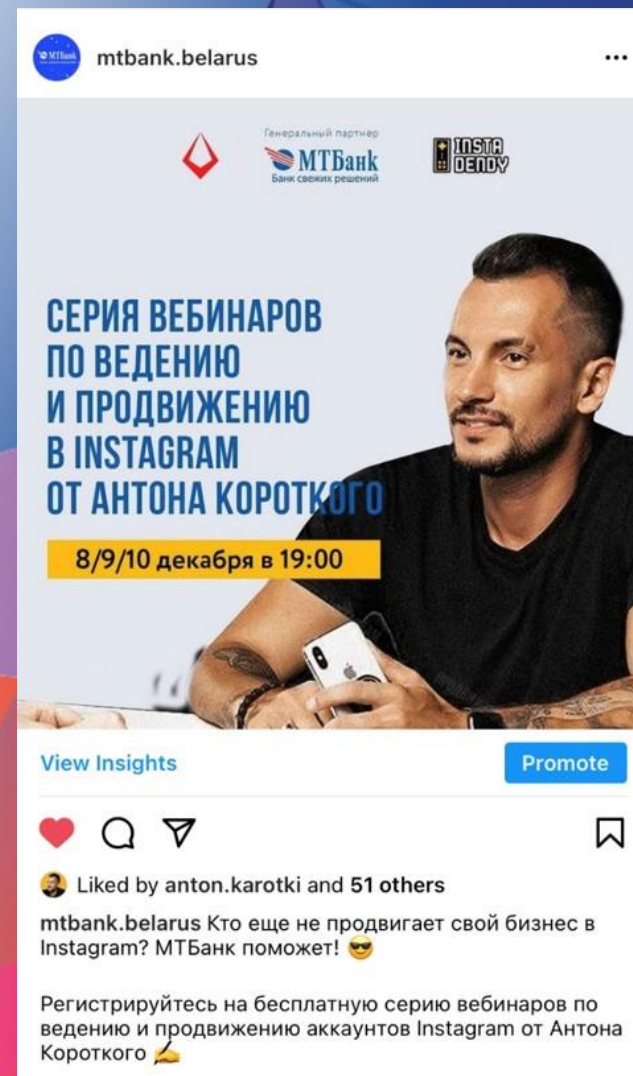 MTBank
mtbank.belarus
Генеральный партнёр
МТБанк
Банк свежих решений
INSTA
DENDY
СЕРИЯ ВЕБИНАРОВ
ПО ВЕДЕНИЮ
И ПРОДВИЖЕНИЮ
В INSTAGRAM
ОТ АНТОНА КОРОТКОГО
8/9/10 декабря в 19:00
View Insights
Promote
Liked by anton.karotki and 51 others
mtbank.belarus Кто еще не продвигает свой бизнес в
Instagram? МТБанк поможет! 😎
Регистрируйтесь на бесплатную серию вебинаров по
ведению и продвижению аккаунтов Instagram от Антона
Короткого ✍️